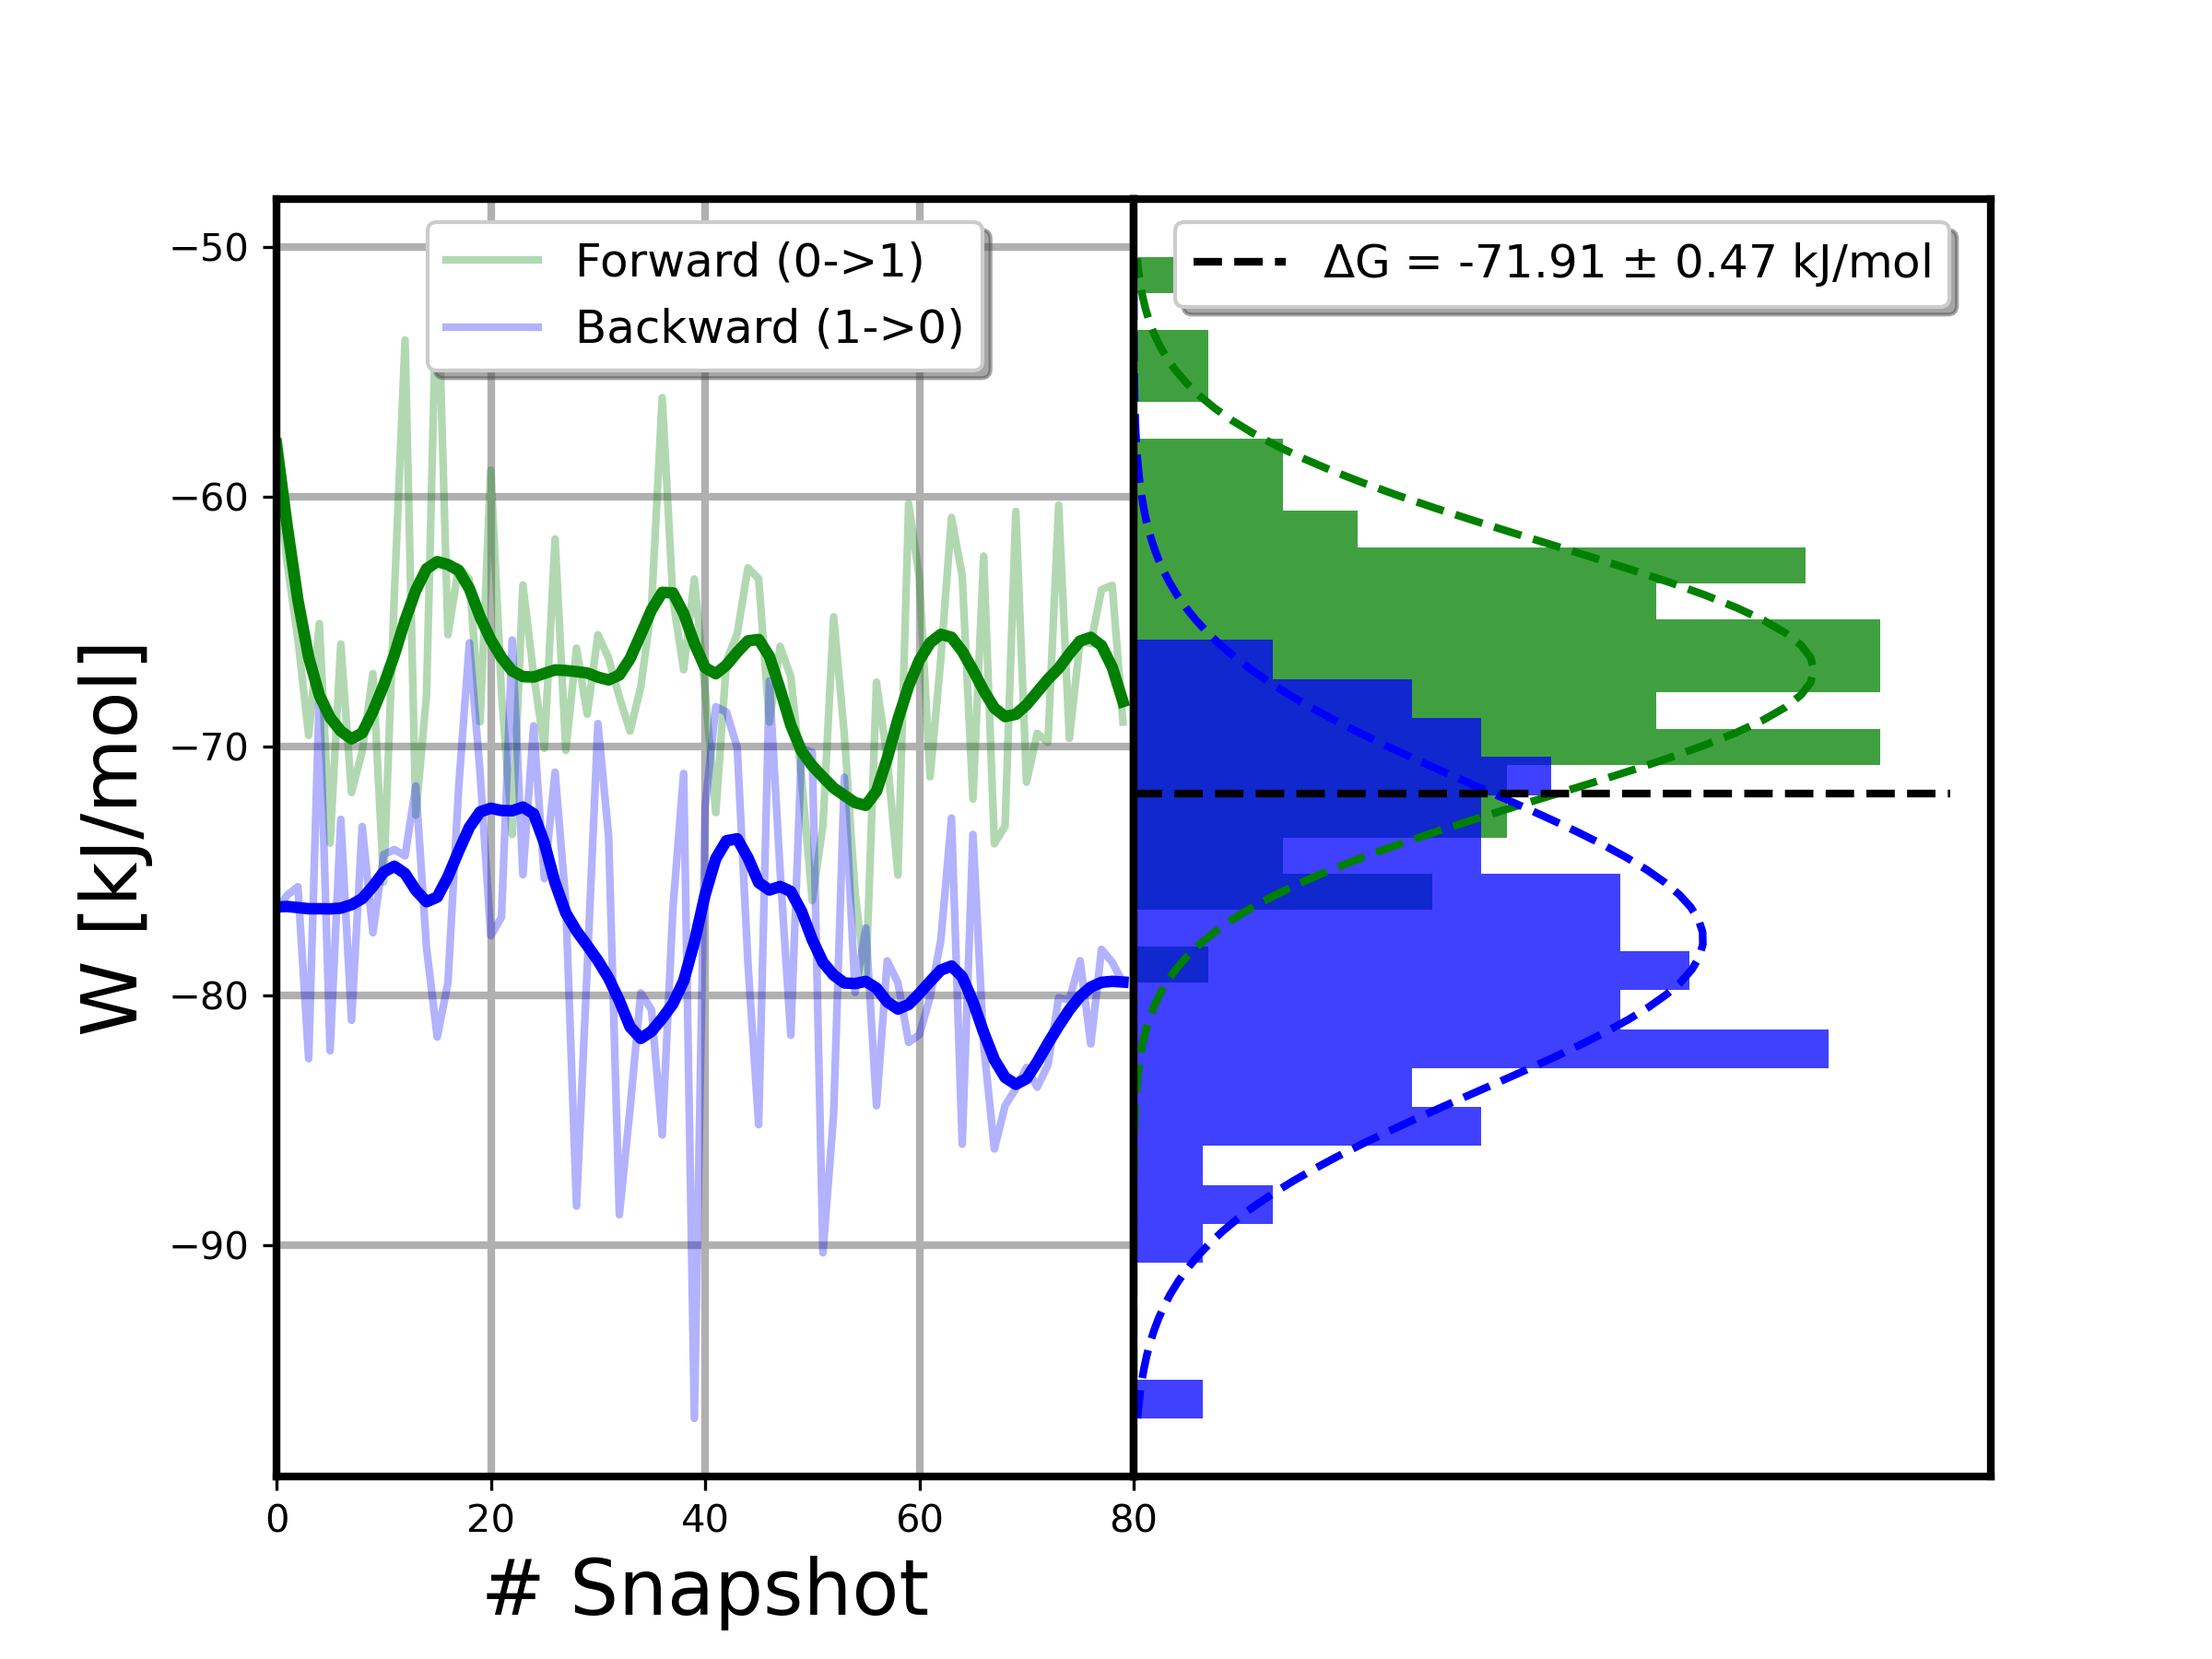 Forward (0->1)
Backward (1->0)
ΔG = -71.91 ± 0.47 kJ/mol
−50
−60
−70
−80
−90
W [kJ/mol]
0 20 40 60 80
# Snapshot